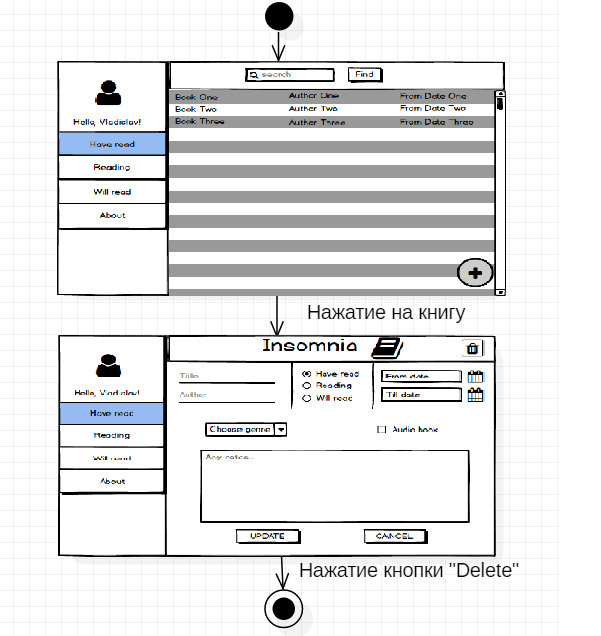 search Find
Book One Author One From Date One
Hello, Vladislav! Book Two Author Two From Date Two
Book Three Author Three From Date Three
Have read
Reading
Will read
About
Нажатие на книгу
Insomnia
Title Have read From date
Reading
Author Will read Till date
Hello, Vladislav!
Have read
Choose genre Audio book
Reading
Any notes...
Will read
About
UPDATE CANCEL
Нажатие кнопки "Delete"